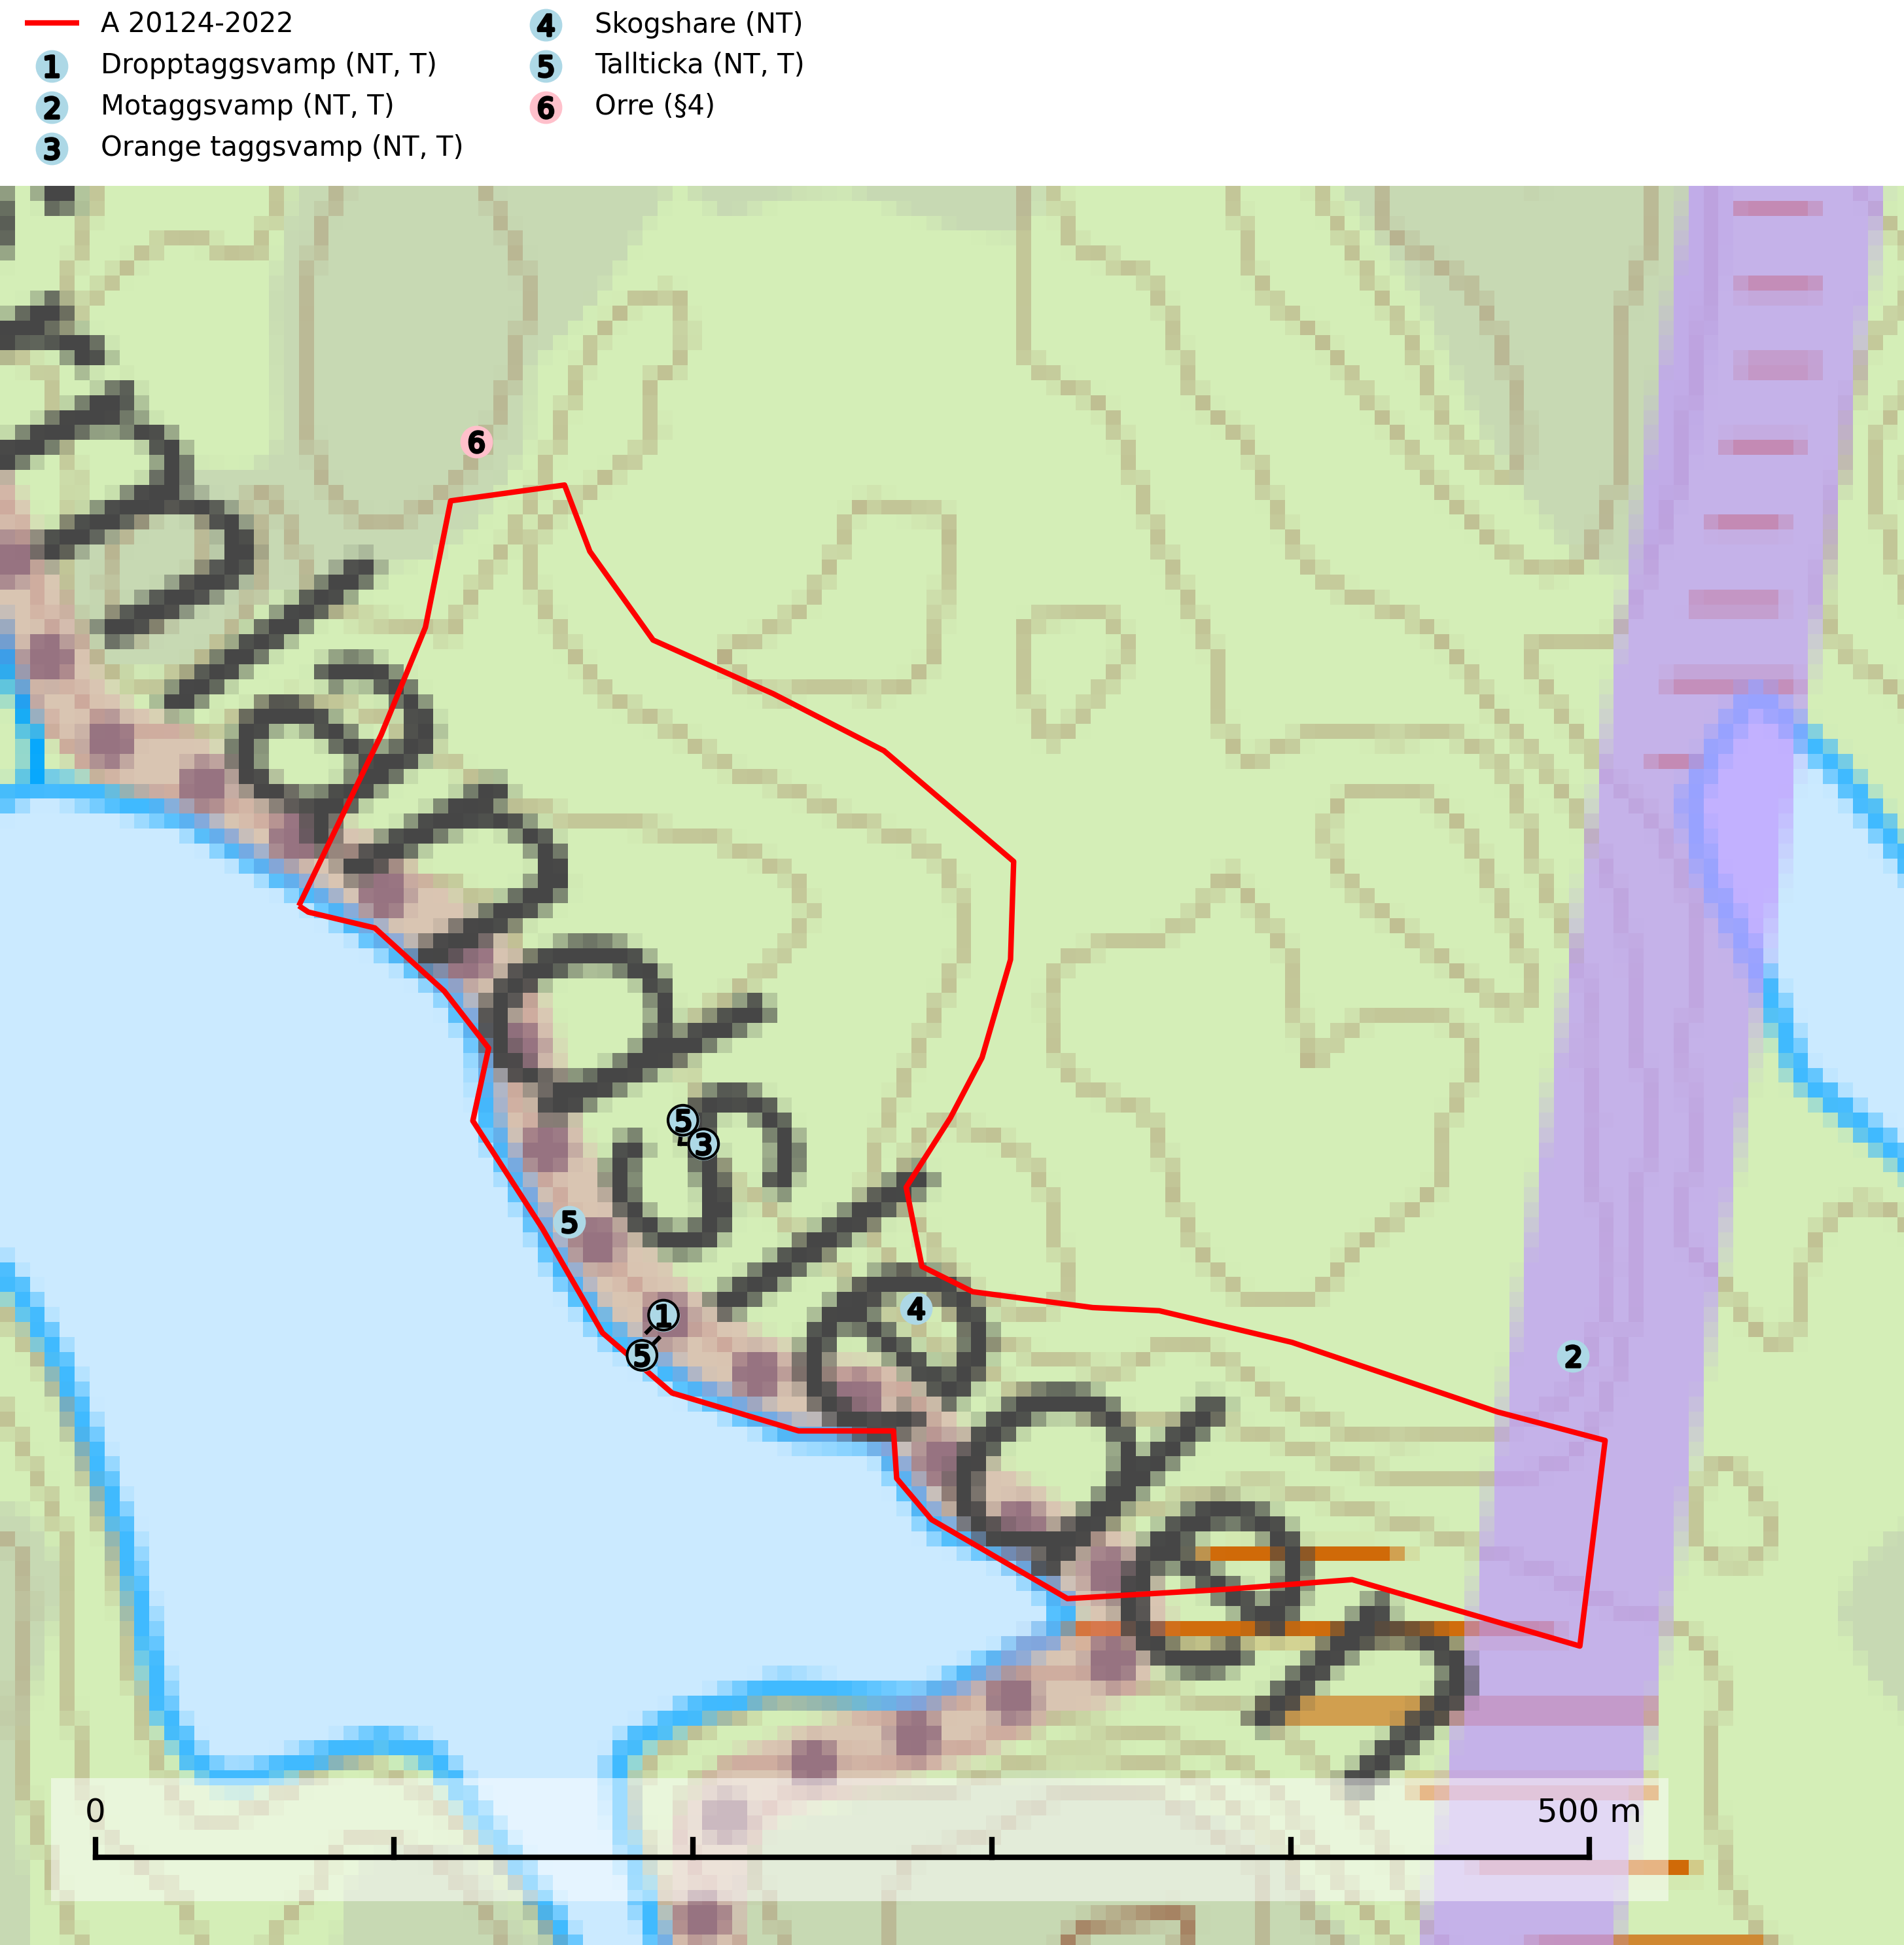 A 20124-2022
1 Dropptaggsvamp (NT, T)
2 Motaggsvamp (NT, T)
3 Orange taggsvamp (NT, T)
4 Skogshare (NT)
5 Tallticka (NT, T)
6 Orre (§4)
6
5
3
5
4
1
5
2
0
500 m